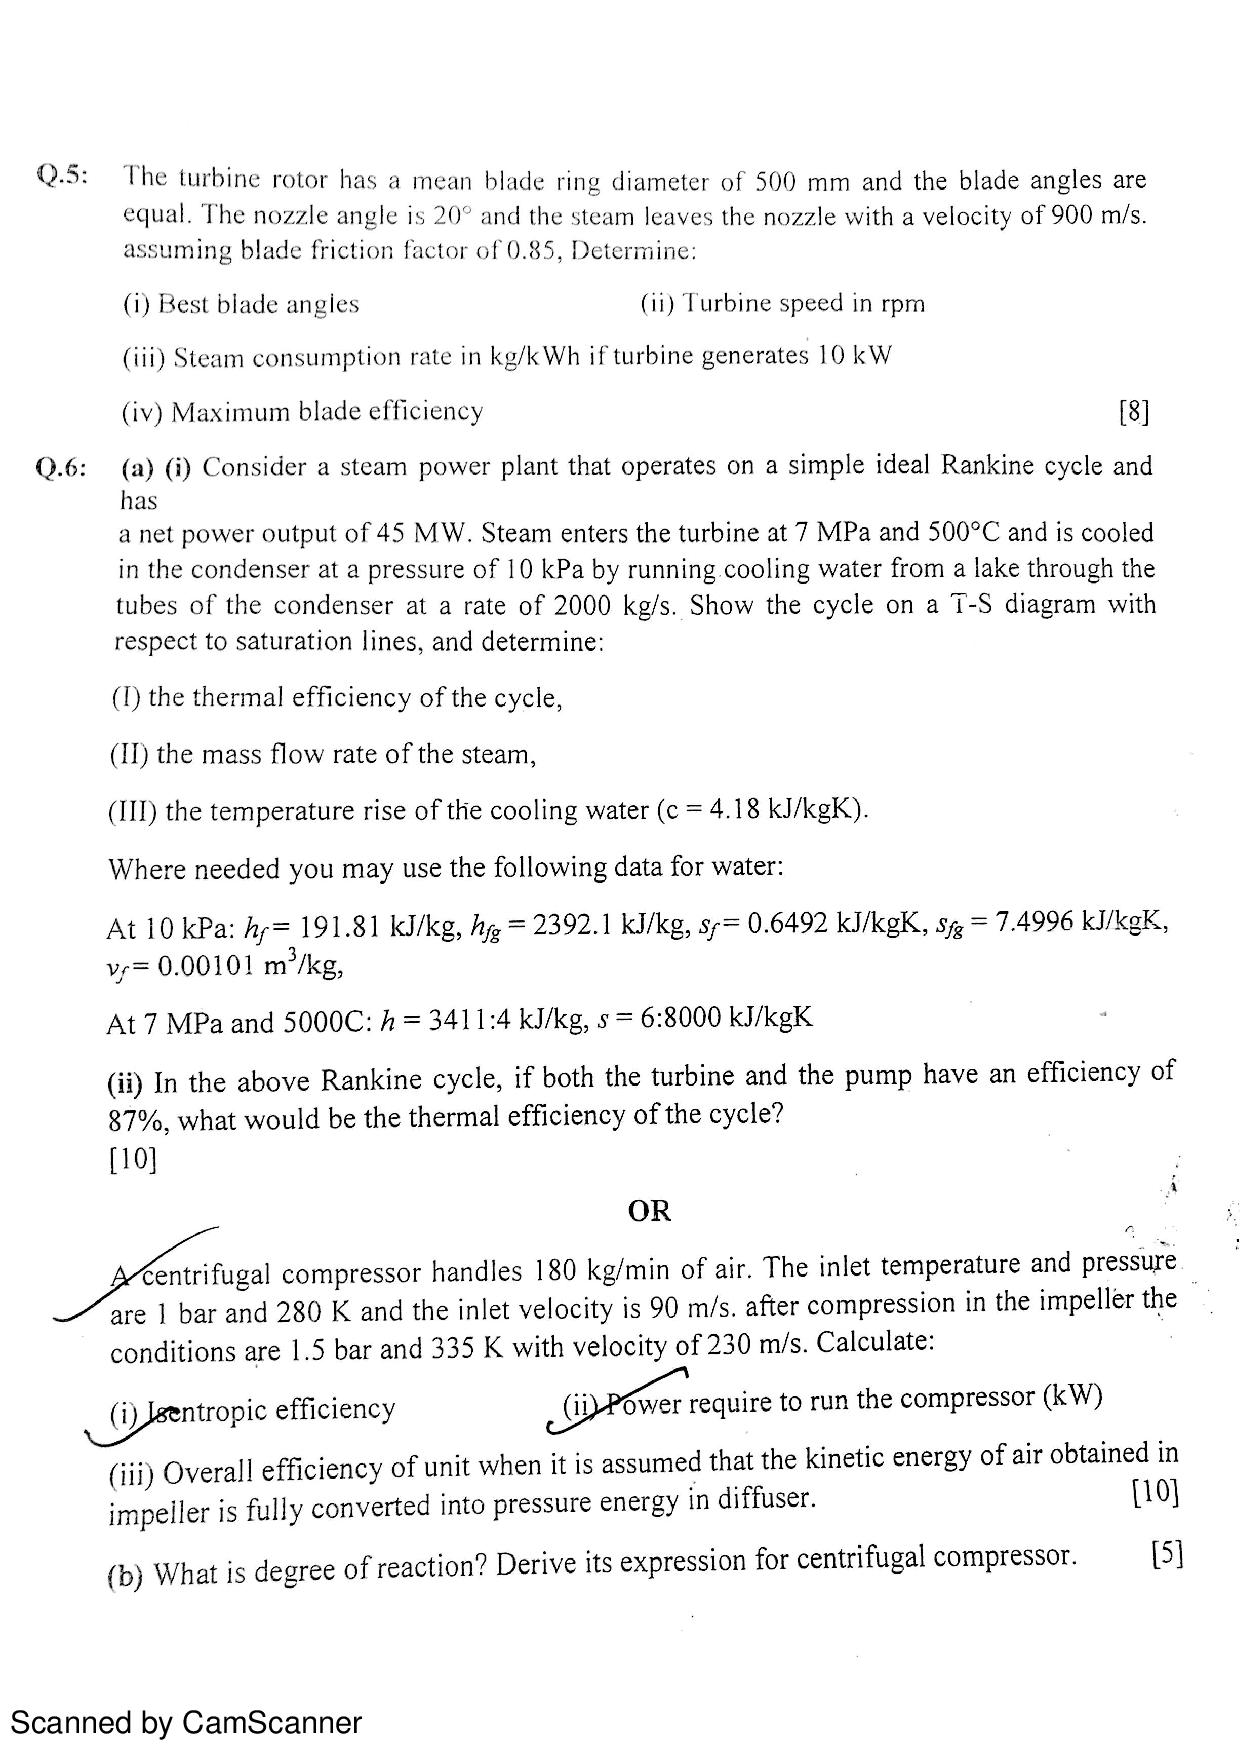 Q.5: The turbine rotor has a mean blade ring diameter of 500 mm and the blade angles are
equal. The nozzle angle is 20° and the steam leaves the nozzle with a velocity of 900 m/s.
assuming blade friction factor of 0.85, Determine:
(i) Best blade angles (ii) Turbine speed in rpm
(iii) Steam consumption rate in kg/kWh if turbine generates 10 kW
(iv) Maximum blade efficiency [8]
Q.6: (a) (i) Consider a steam power plant that operates on a simple ideal Rankine cycle and
has
a net power output of 45 MW. Steam enters the turbine at 7 MPa and 500°C and is cooled
in the condenser at a pressure of 10 kPa by running cooling water from a lake through the
tubes of the condenser at a rate of 2000 kg/s. Show the cycle on a T-S diagram with
respect to saturation lines, and determine:
(I) the thermal efficiency of the cycle,
(II) the mass flow rate of the steam,
(III) the temperature rise of the cooling water (c = 4.18 kJ/kgK).
Where needed you may use the following data for water:
At 10 kPa: hf = 191.81 kJ/kg, hfg = 2392.1 kJ/kg, sf = 0.6492 kJ/kgK, sfg = 7.4996 kJ/kgK,
vf = 0.00101 m³/kg,
At 7 MPa and 5000C: h = 3411:4 kJ/kg, s = 6:8000 kJ/kgK
(ii) In the above Rankine cycle, if both the turbine and the pump have an efficiency of
87%, what would be the thermal efficiency of the cycle?
[10]
OR
A centrifugal compressor handles 180 kg/min of air. The inlet temperature and pressure
are 1 bar and 280 K and the inlet velocity is 90 m/s. after compression in the impeller the
conditions are 1.5 bar and 335 K with velocity of 230 m/s. Calculate:
(i) Isentropic efficiency (ii) Power require to run the compressor (kW)
(iii) Overall efficiency of unit when it is assumed that the kinetic energy of air obtained in
impeller is fully converted into pressure energy in diffuser. [10]
(b) What is degree of reaction? Derive its expression for centrifugal compressor. [5]
Scanned by CamScanner